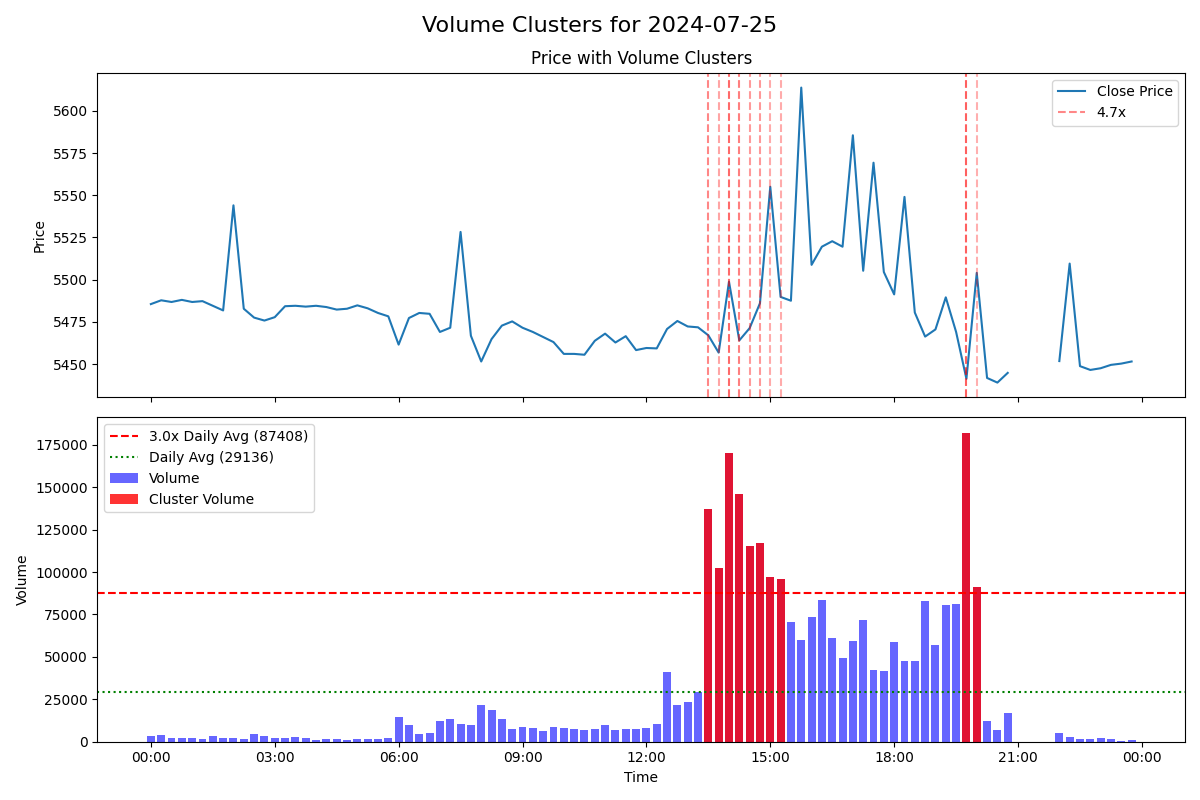 Volume Clusters for 2024-07-25
Price with Volume Clusters
Price
5600
5575
5550
5525
5500
5475
5450
Close Price
4.7x
Volume
175000
150000
125000
100000
75000
50000
25000
0
3.0x Daily Avg (87408)
Daily Avg (29136)
Volume
Cluster Volume
00:00 03:00 06:00 09:00 12:00 15:00 18:00 21:00 00:00
Time